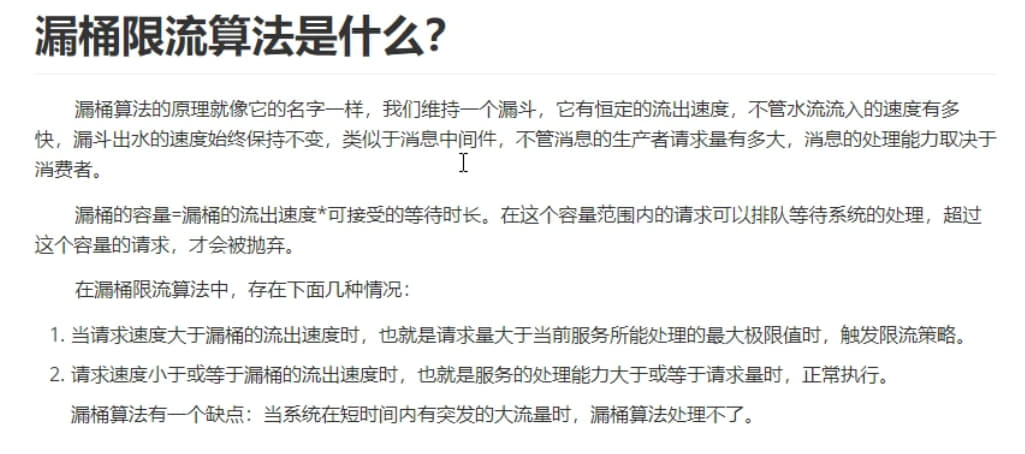 漏桶限流算法是什么?
漏桶算法的原理就像它的名字一样，我们维持一个漏斗，它有恒定的流出速度，不管水流流入的速度有多
快，漏斗出水的速度始终保持不变，类似于消息中间件，不管消息的生产者请求量有多大，消息的处理能力取决于
消费者。
漏桶的容量=漏桶的流出速度*可接受的等待时长。在这个容量范围内的请求可以排队等待系统的处理，超过
这个容量的请求，才会被抛弃。
在漏桶限流算法中，存在下面几种情况：
1. 当请求速度大于漏桶的流出速度时，也就是请求量大于当前服务所能处理的最大极限值时，触发限流策略。
2. 请求速度小于或等于漏桶的流出速度时，也就是服务的处理能力大于或等于请求量时，正常执行。
漏桶算法有一个缺点：当系统在短时间内有突发的大流量时，漏桶算法处理不了。